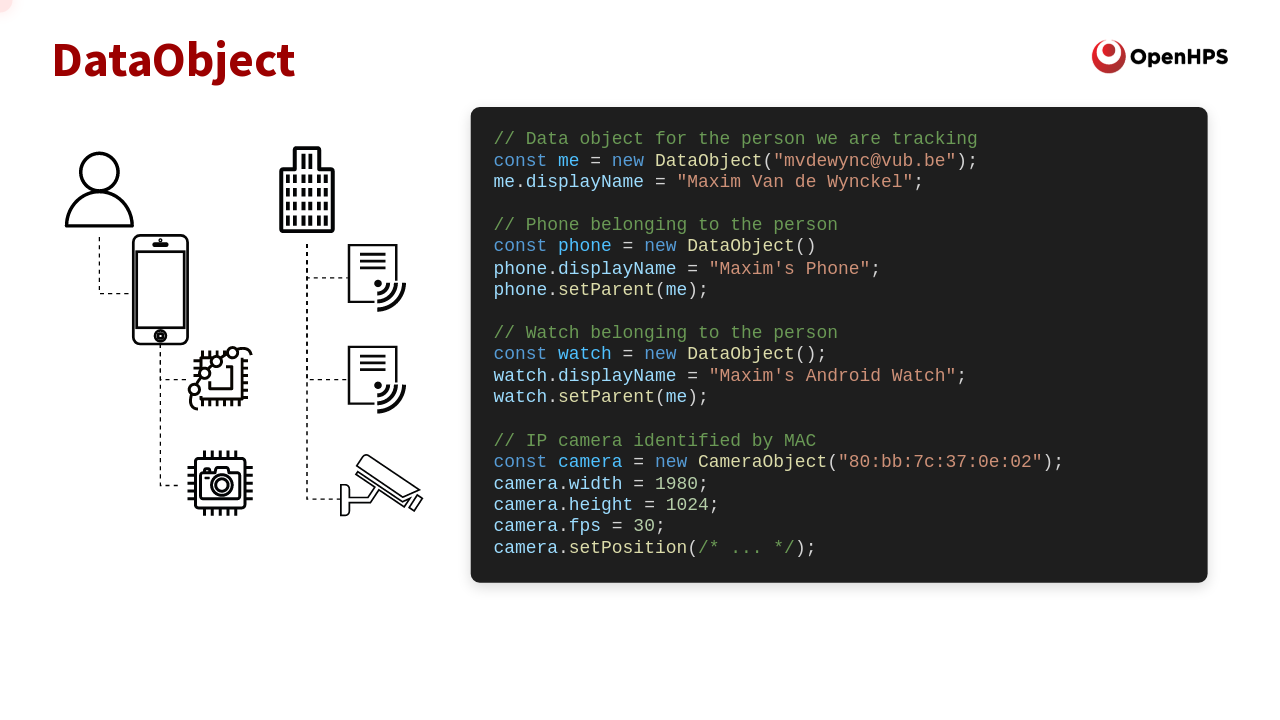 DataObject
OpenHPS
// Data object for the person we are tracking
const me = new DataObject("mvdewync@vub.be");
me.displayName = "Maxim Van de Wynckel";
// Phone belonging to the person
const phone = new DataObject()
phone.displayName = "Maxim's Phone";
phone.setParent(me);
// Watch belonging to the person
const watch = new DataObject();
watch.displayName = "Maxim's Android Watch";
watch.setParent(me);
// IP camera identified by MAC
const camera = new CameraObject("80:bb:7c:37:0e:02");
camera.width = 1980;
camera.height = 1024;
camera.fps = 30;
camera.setPosition(/* ... */);